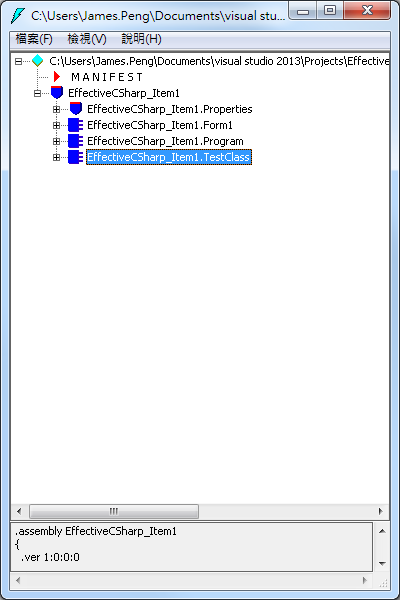 C:\Users\James.Peng\Documents\visual stu...
檔案(F) 檢視(V) 說明(H)
C:\Users\James.Peng\Documents\visual studio 2013\Projects\Effective
M A N I F E S T
EffectiveCSharp_Item1
EffectiveCSharp_Item1.Properties
EffectiveCSharp_Item1.Form1
EffectiveCSharp_Item1.Program
EffectiveCSharp_Item1.TestClass
.assembly EffectiveCSharp_Item1
{
.ver 1:0:0:0